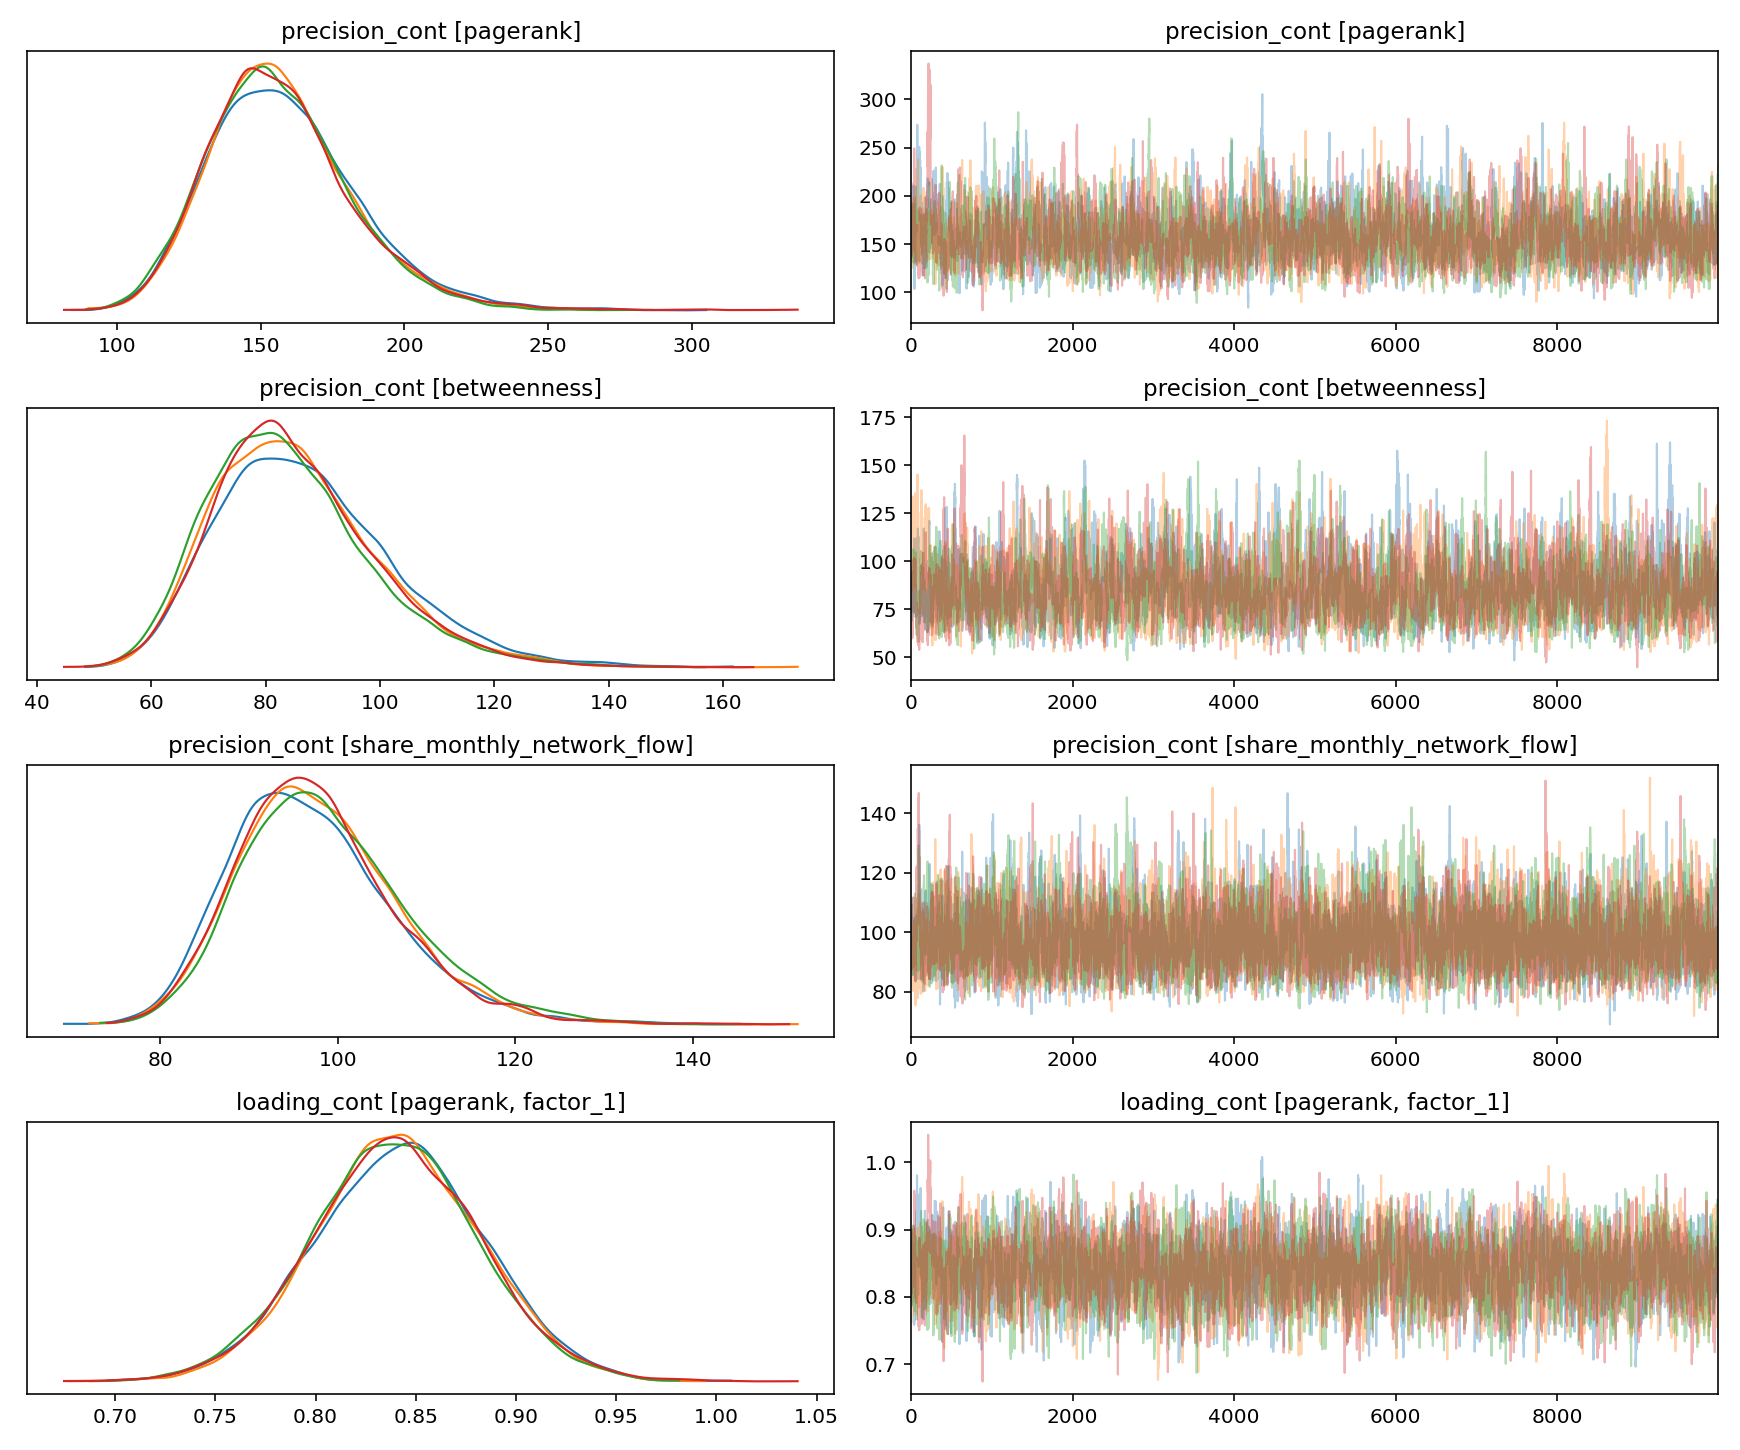 precision_cont [pagerank]
100 150 200 250 300
precision_cont [pagerank]
300
250
200
150
100
0 2000 4000 6000 8000
precision_cont [betweenness]
40 60 80 100 120 140 160
precision_cont [betweenness]
175
150
125
100
75
50
0 2000 4000 6000 8000
precision_cont [share_monthly_network_flow]
80 100 120 140
precision_cont [share_monthly_network_flow]
140
120
100
80
0 2000 4000 6000 8000
loading_cont [pagerank, factor_1]
0.70 0.75 0.80 0.85 0.90 0.95 1.00 1.05
loading_cont [pagerank, factor_1]
1.0
0.9
0.8
0.7
0 2000 4000 6000 8000